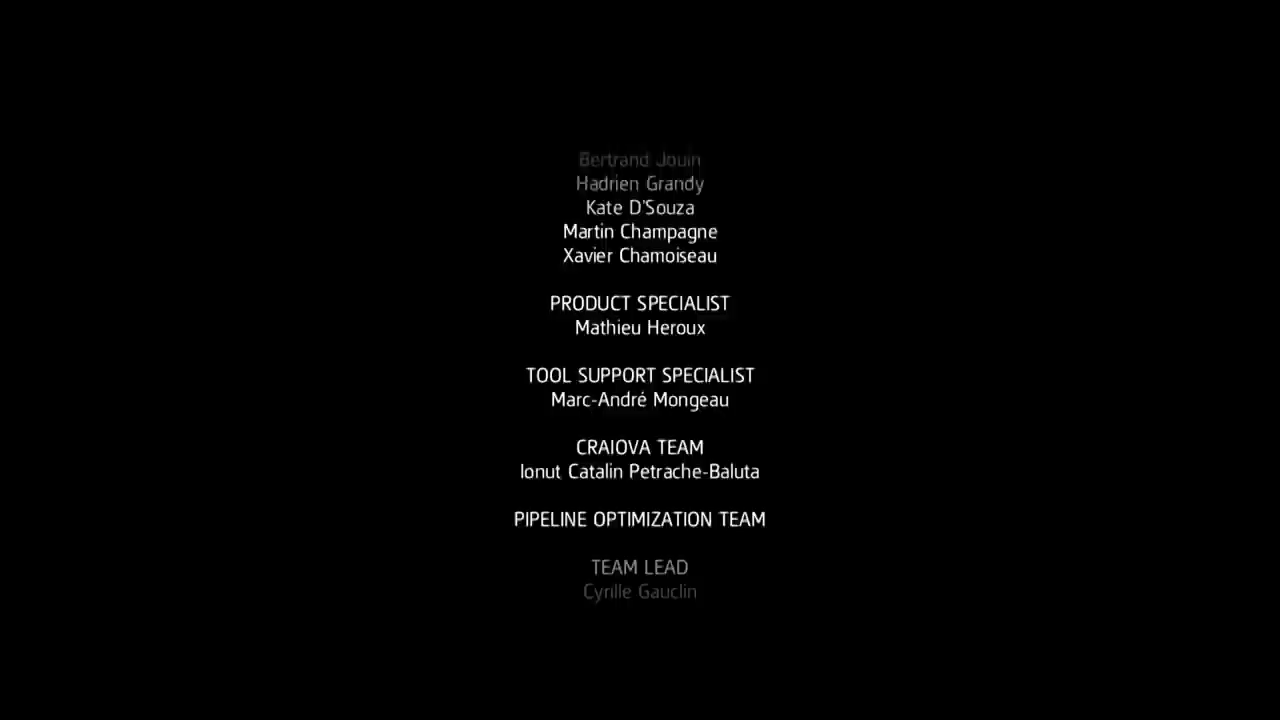 Bertrand Jouin
Hadrien Grandy
Kate D'Souza
Martin Champagne
Xavier Chamoiseau
PRODUCT SPECIALIST
Mathieu Heroux
TOOL SUPPORT SPECIALIST
Marc-André Mongeau
CRAIOVA TEAM
Ionut Catalin Petrache-Baluta
PIPELINE OPTIMIZATION TEAM
TEAM LEAD
Cyrille Gauclin